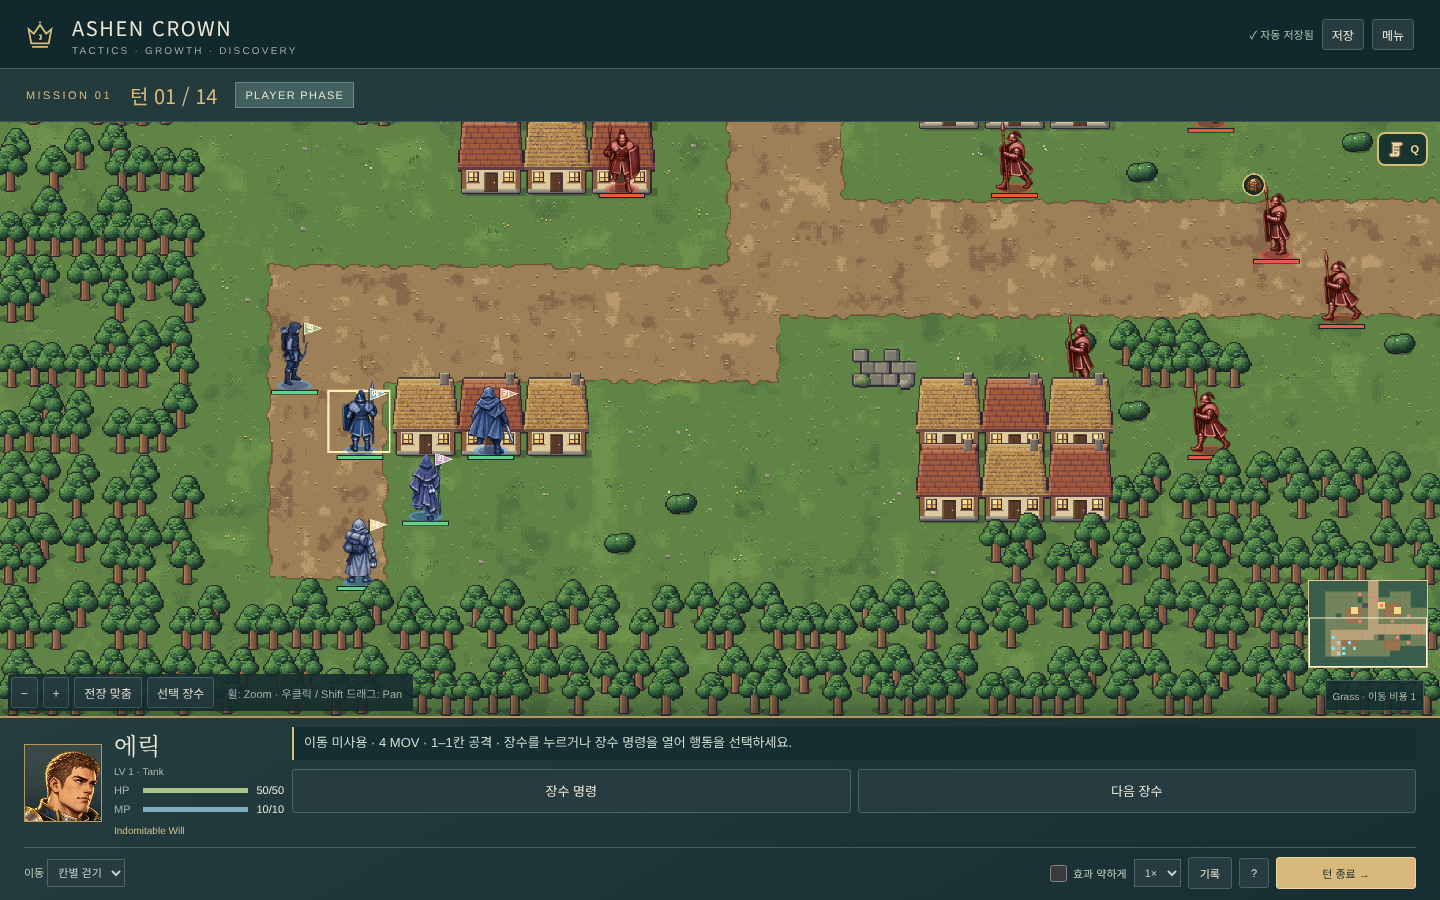 ASHEN CROWN
TACTICS · GROWTH · DISCOVERY
✓ 자동 저장됨
저장
메뉴
MISSION 01
턴 01 / 14
PLAYER PHASE
Q
−
+
전장 맞춤
선택 장수
휠: Zoom · 우클릭 / Shift 드래그: Pan
Grass · 이동 비용 1
에릭
LV 1 · Tank
HP 50/50
MP 10/10
Indomitable Will
이동 미사용 · 4 MOV · 1–1칸 공격 · 장수를 누르거나 장수 명령을 열어 행동을 선택하세요.
장수 명령
다음 장수
이동
칸별 걷기
효과 약하게
1×
기록
?
턴 종료 →